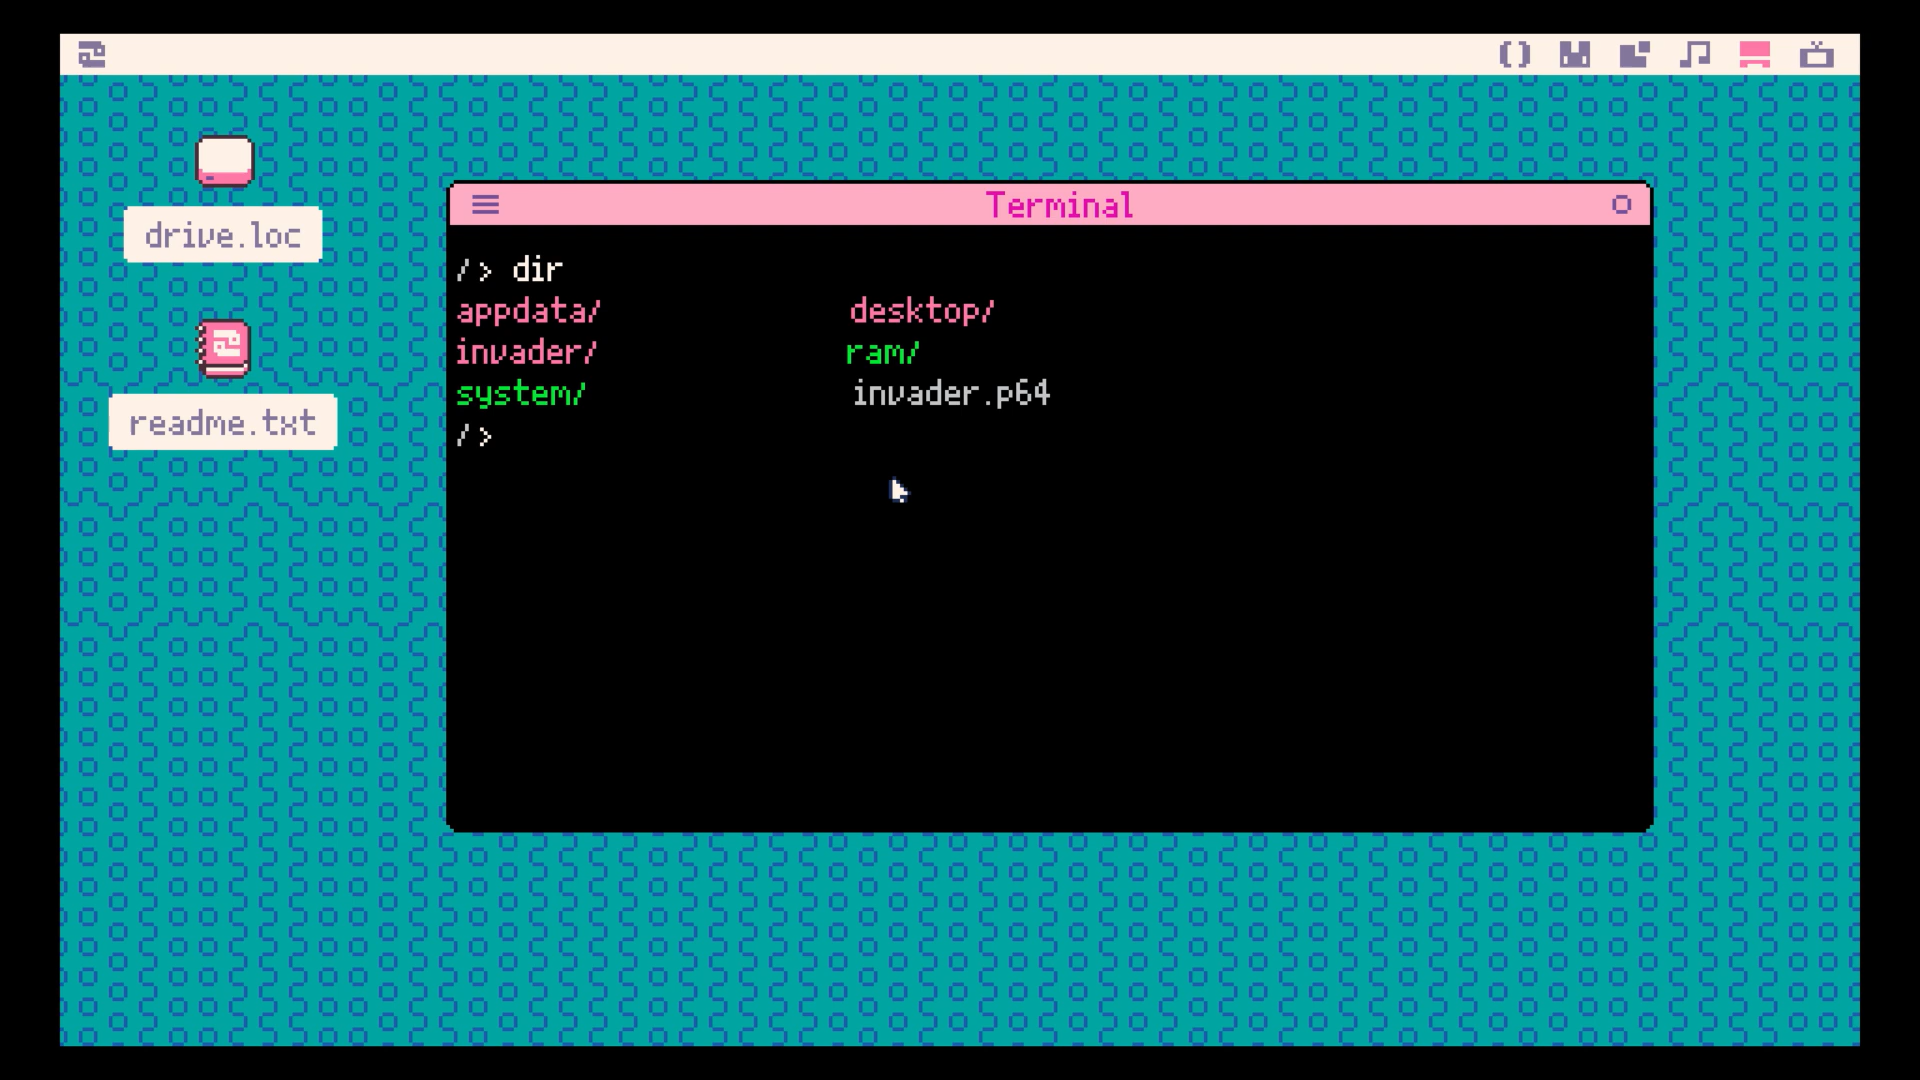 Terminal
drive.loc
readme.txt
/> dir
appdata/ desktop/
invader/ ram/
system/ invader.p64
/>